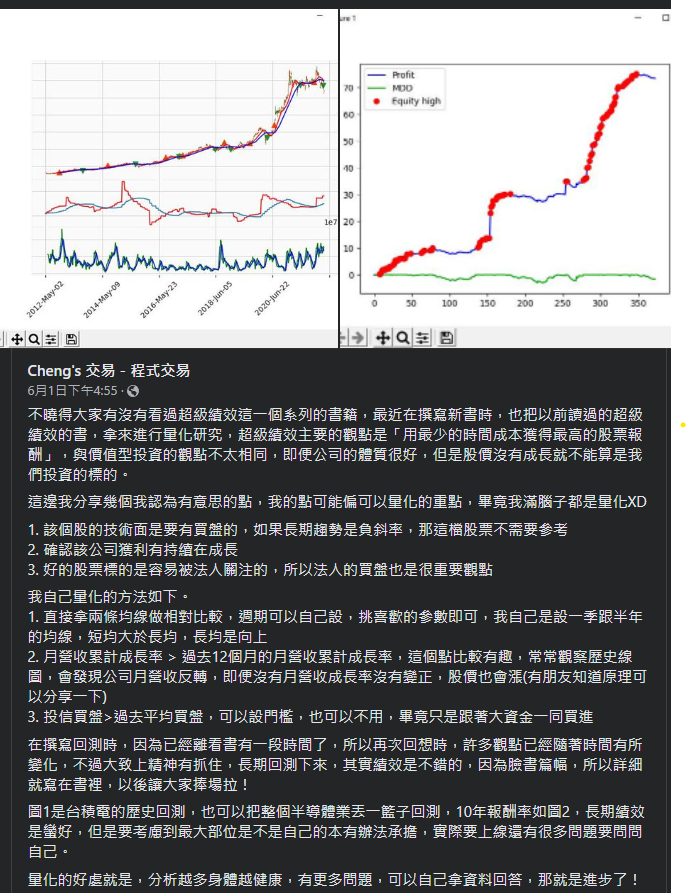 ure 1
Profit
MDD
Equity high
70
60
50
40
30
20
10
0
0 50 100 150 200 250 300 350
1e7
2012-May-02
2014-May-09
2016-May-23
2018-Jun-05
2020-Jun-22
Cheng's 交易 - 程式交易
6月1日下午4:55 ·
不曉得大家有沒有看過超級績效這一個系列的書籍，最近在撰寫新書時，也把以前讀過的超級
績效的書，拿來進行量化研究，超級績效主要的觀點是「用最少的時間成本獲得最高的股票報
酬」，與價值型投資的觀點不太相同，即便公司的體質很好，但是股價沒有成長就不能算是我
們投資的標的。
這邊我分享幾個我認為有意思的點，我的點可能偏可以量化的重點，畢竟我滿腦子都是量化XD
1. 該個股的技術面是要有買盤的，如果長期趨勢是負斜率，那這檔股票不需要參考
2. 確認該公司獲利有持續在成長
3. 好的股票標的是容易被法人關注的，所以法人的買盤也是很重要觀點
我自己量化的方法如下。
1. 直接拿兩條均線做相對比較，週期可以自己設，挑喜歡的參數即可，我自己是設一季跟半年
的均線，短均大於長均，長均是向上
2. 月營收累計成長率 > 過去12個月的月營收累計成長率，這個點比較有趣，常常觀察歷史線
圖，會發現公司月營收反轉，即便沒有月營收成長率沒有變正，股價也會漲(有朋友知道原理可
以分享一下)
3. 投信買盤>過去平均買盤，可以設門檻，也可以不用，畢竟只是跟著大資金一同買進
在撰寫回測時，因為已經離看書有一段時間了，所以再次回想時，許多觀點已經隨著時間有所
變化，不過大致上精神有抓住，長期回測下來，其實績效是不錯的，因為臉書篇幅，所以詳細
就寫在書裡，以後讓大家捧場拉！
圖1是台積電的歷史回測，也可以把整個半導體業丟一籃子回測，10年報酬率如圖2，長期績效
是蠻好，但是要考慮到最大部位是不是自己的本有辦法承擔，實際要上線還有很多問題要問問
自己。
量化的好處就是，分析越多身體越健康，有更多問題，可以自己拿資料回答，那就是進步了！